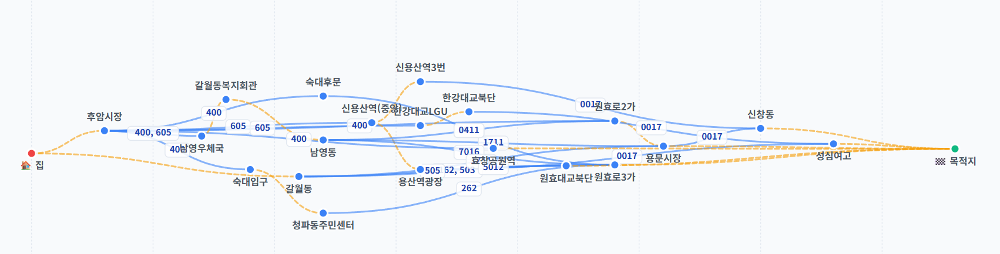 신용산역3번
갈월동복지회관
숙대후문
한강대교북단
0017
원효로2가
400
신용산역(중앙)
한강대교LGU
후암시장
신창동
605
605
400
0017
400, 605
0411
0017
400
1711
남영우체국
남영동
7016
0017
용문시장
성심여고
효창공원역
🏠 집
목적지
505
62, 503
5012
숙대입구
갈월동
용산역광장
원효대교북단
원효로3가
262
청파동주민센터